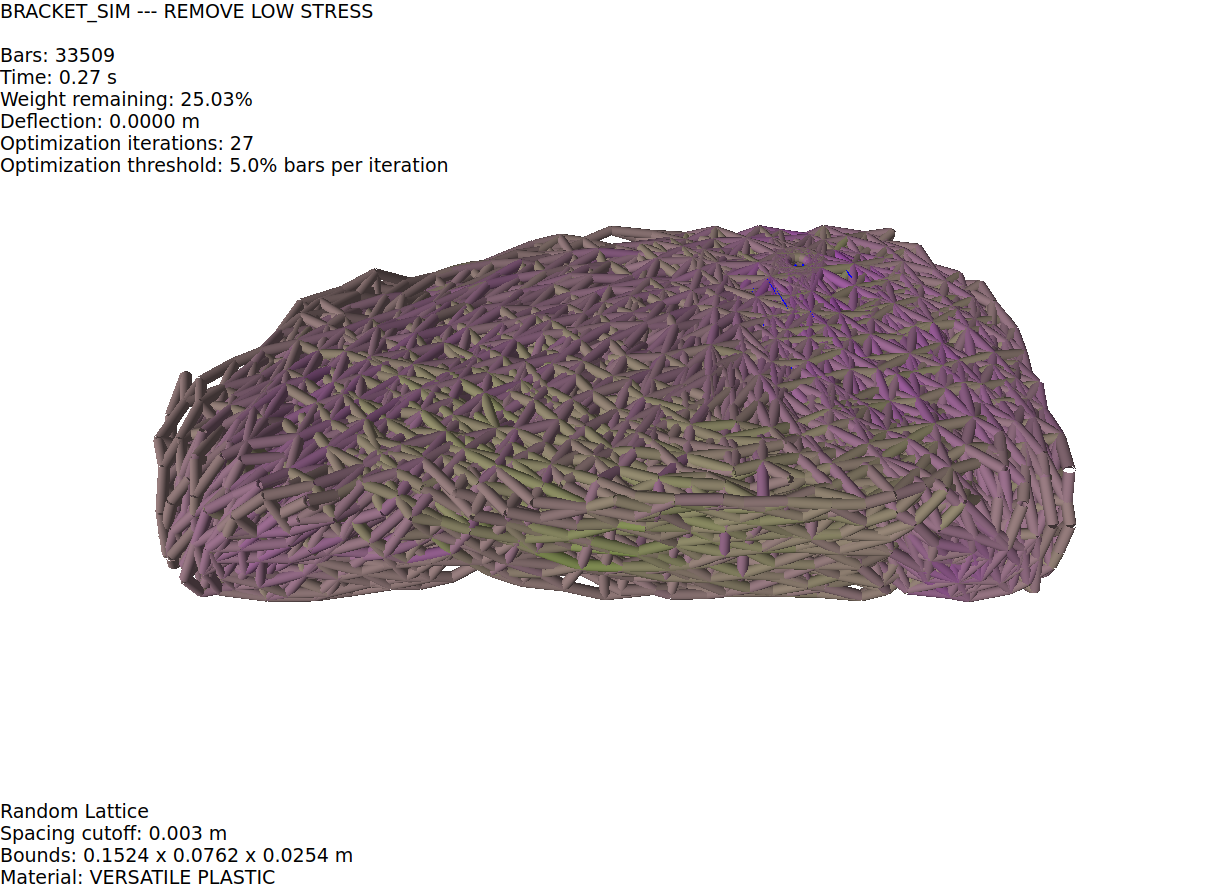 BRACKET_SIM --- REMOVE LOW STRESS
Bars: 33509
Time: 0.27 s
Weight remaining: 25.03%
Deflection: 0.0000 m
Optimization iterations: 27
Optimization threshold: 5.0% bars per iteration
Random Lattice
Spacing cutoff: 0.003 m
Bounds: 0.1524 x 0.0762 x 0.0254 m
Material: VERSATILE PLASTIC